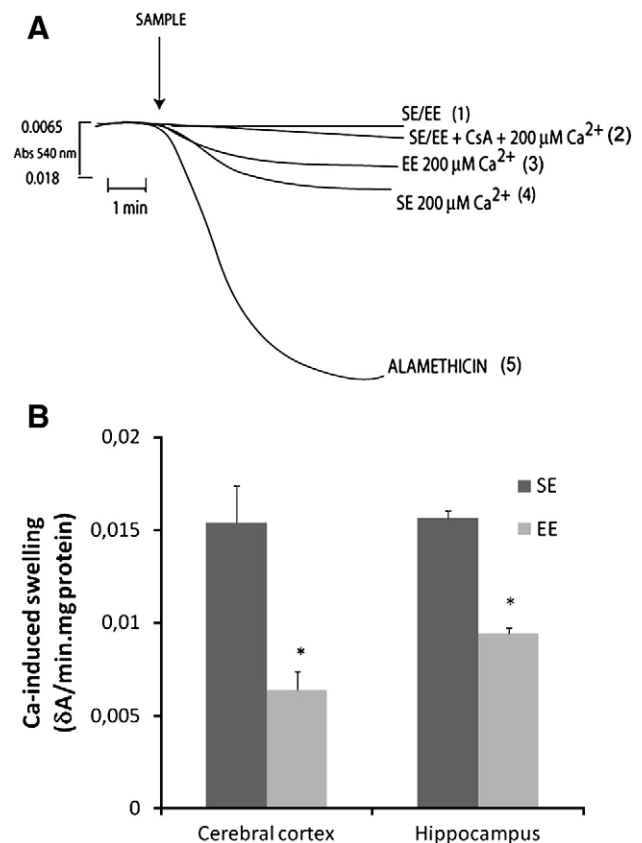 A
SAMPLE
0.0065
Abs 540 nm
0.018
1 min
SE/EE (1)
SE/EE + CsA + 200 μM Ca²⁺ (2)
EE 200 μM Ca²⁺ (3)
SE 200 μM Ca²⁺ (4)
ALAMETHICIN (5)
B
Ca-induced swelling
(δA/min.mg protein)
0,02
0,015
0,01
0,005
0
SE
EE
*
*
Cerebral cortex
Hippocampus